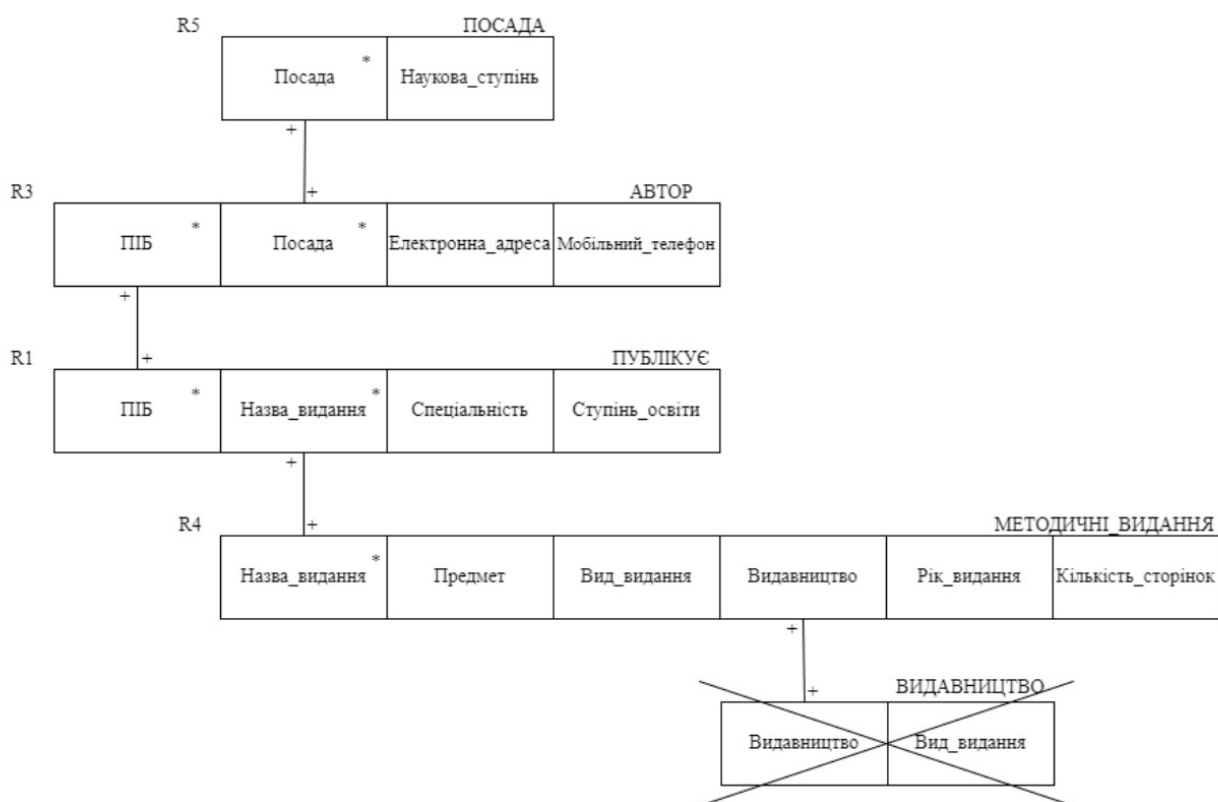 R5 ПОСАДА
Посада * Наукова_ступінь
+
R3 + АВТОР
ПІБ * Посада * Електронна_адреса Мобільний_телефон
+
R1 + ПУБЛІКУЄ
ПІБ * Назва_видання * Спеціальність Ступінь_освіти
+
R4 + МЕТОДИЧНІ_ВИДАННЯ
Назва_видання * Предмет Вид_видання Видавництво Рік_видання Кількість_сторінок
+
+ ВИДАВНИЦТВО
Видавництво Вид_видання